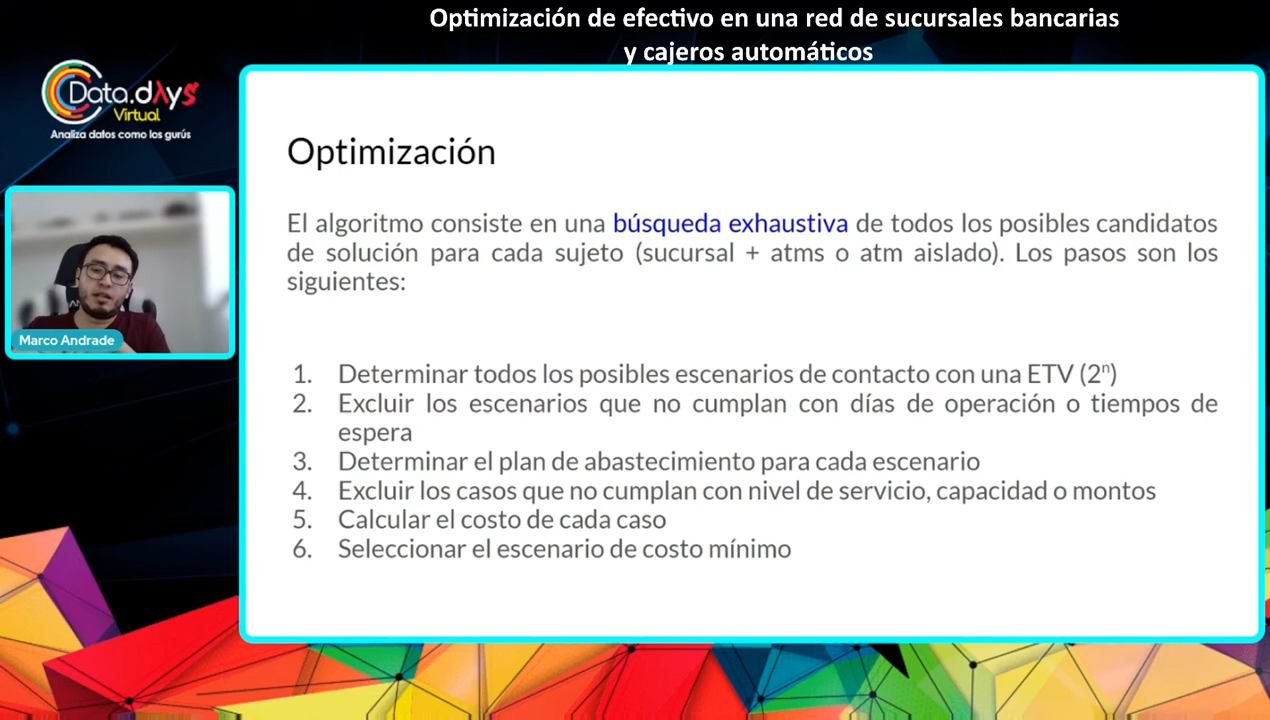 Optimización de efectivo en una red de sucursales bancarias
y cajeros automáticos
Data.dAys
Virtual
Analiza datos como los gurús
Marco Andrade
Optimización
El algoritmo consiste en una búsqueda exhaustiva de todos los posibles candidatos
de solución para cada sujeto (sucursal + atms o atm aislado). Los pasos son los
siguientes:
1. Determinar todos los posibles escenarios de contacto con una ETV (2ⁿ)
2. Excluir los escenarios que no cumplan con días de operación o tiempos de
espera
3. Determinar el plan de abastecimiento para cada escenario
4. Excluir los casos que no cumplan con nivel de servicio, capacidad o montos
5. Calcular el costo de cada caso
6. Seleccionar el escenario de costo mínimo